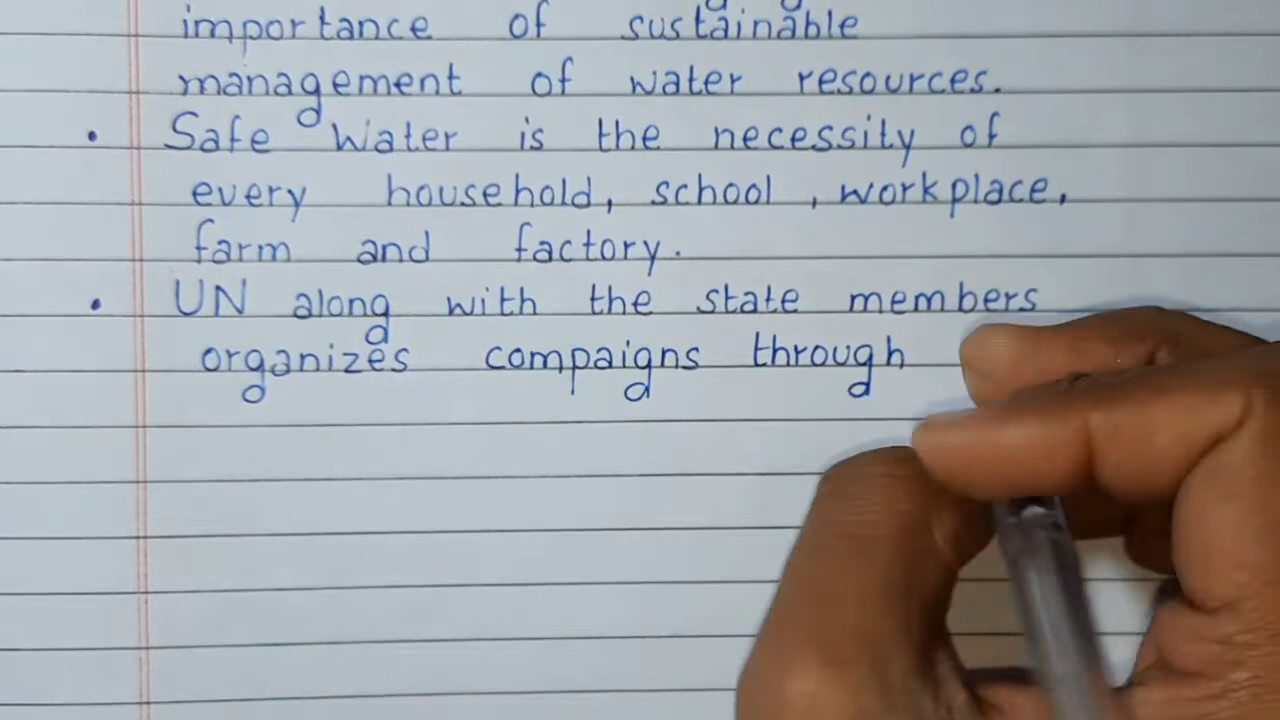 importance of sustainable
management of water resources.
• Safe Water is the necessity of
every household, school, workplace,
farm and factory.
• UN along with the state members
organizes compaigns through